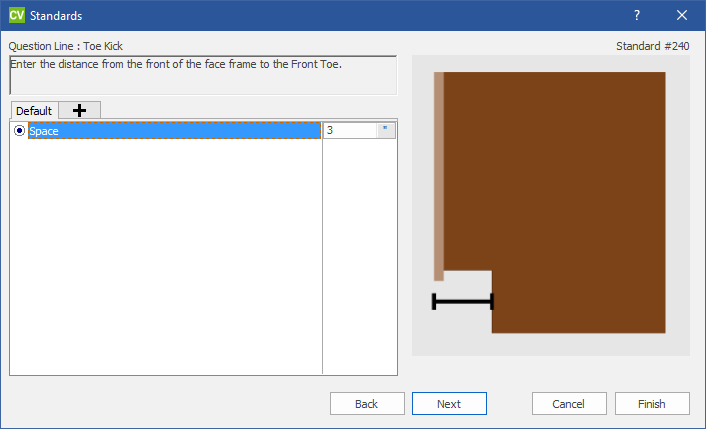 CV Standards ?
Question Line : Toe Kick
Standard #240
Enter the distance from the front of the face frame to the Front Toe.
Default
Space 3 "
Back Next Cancel Finish